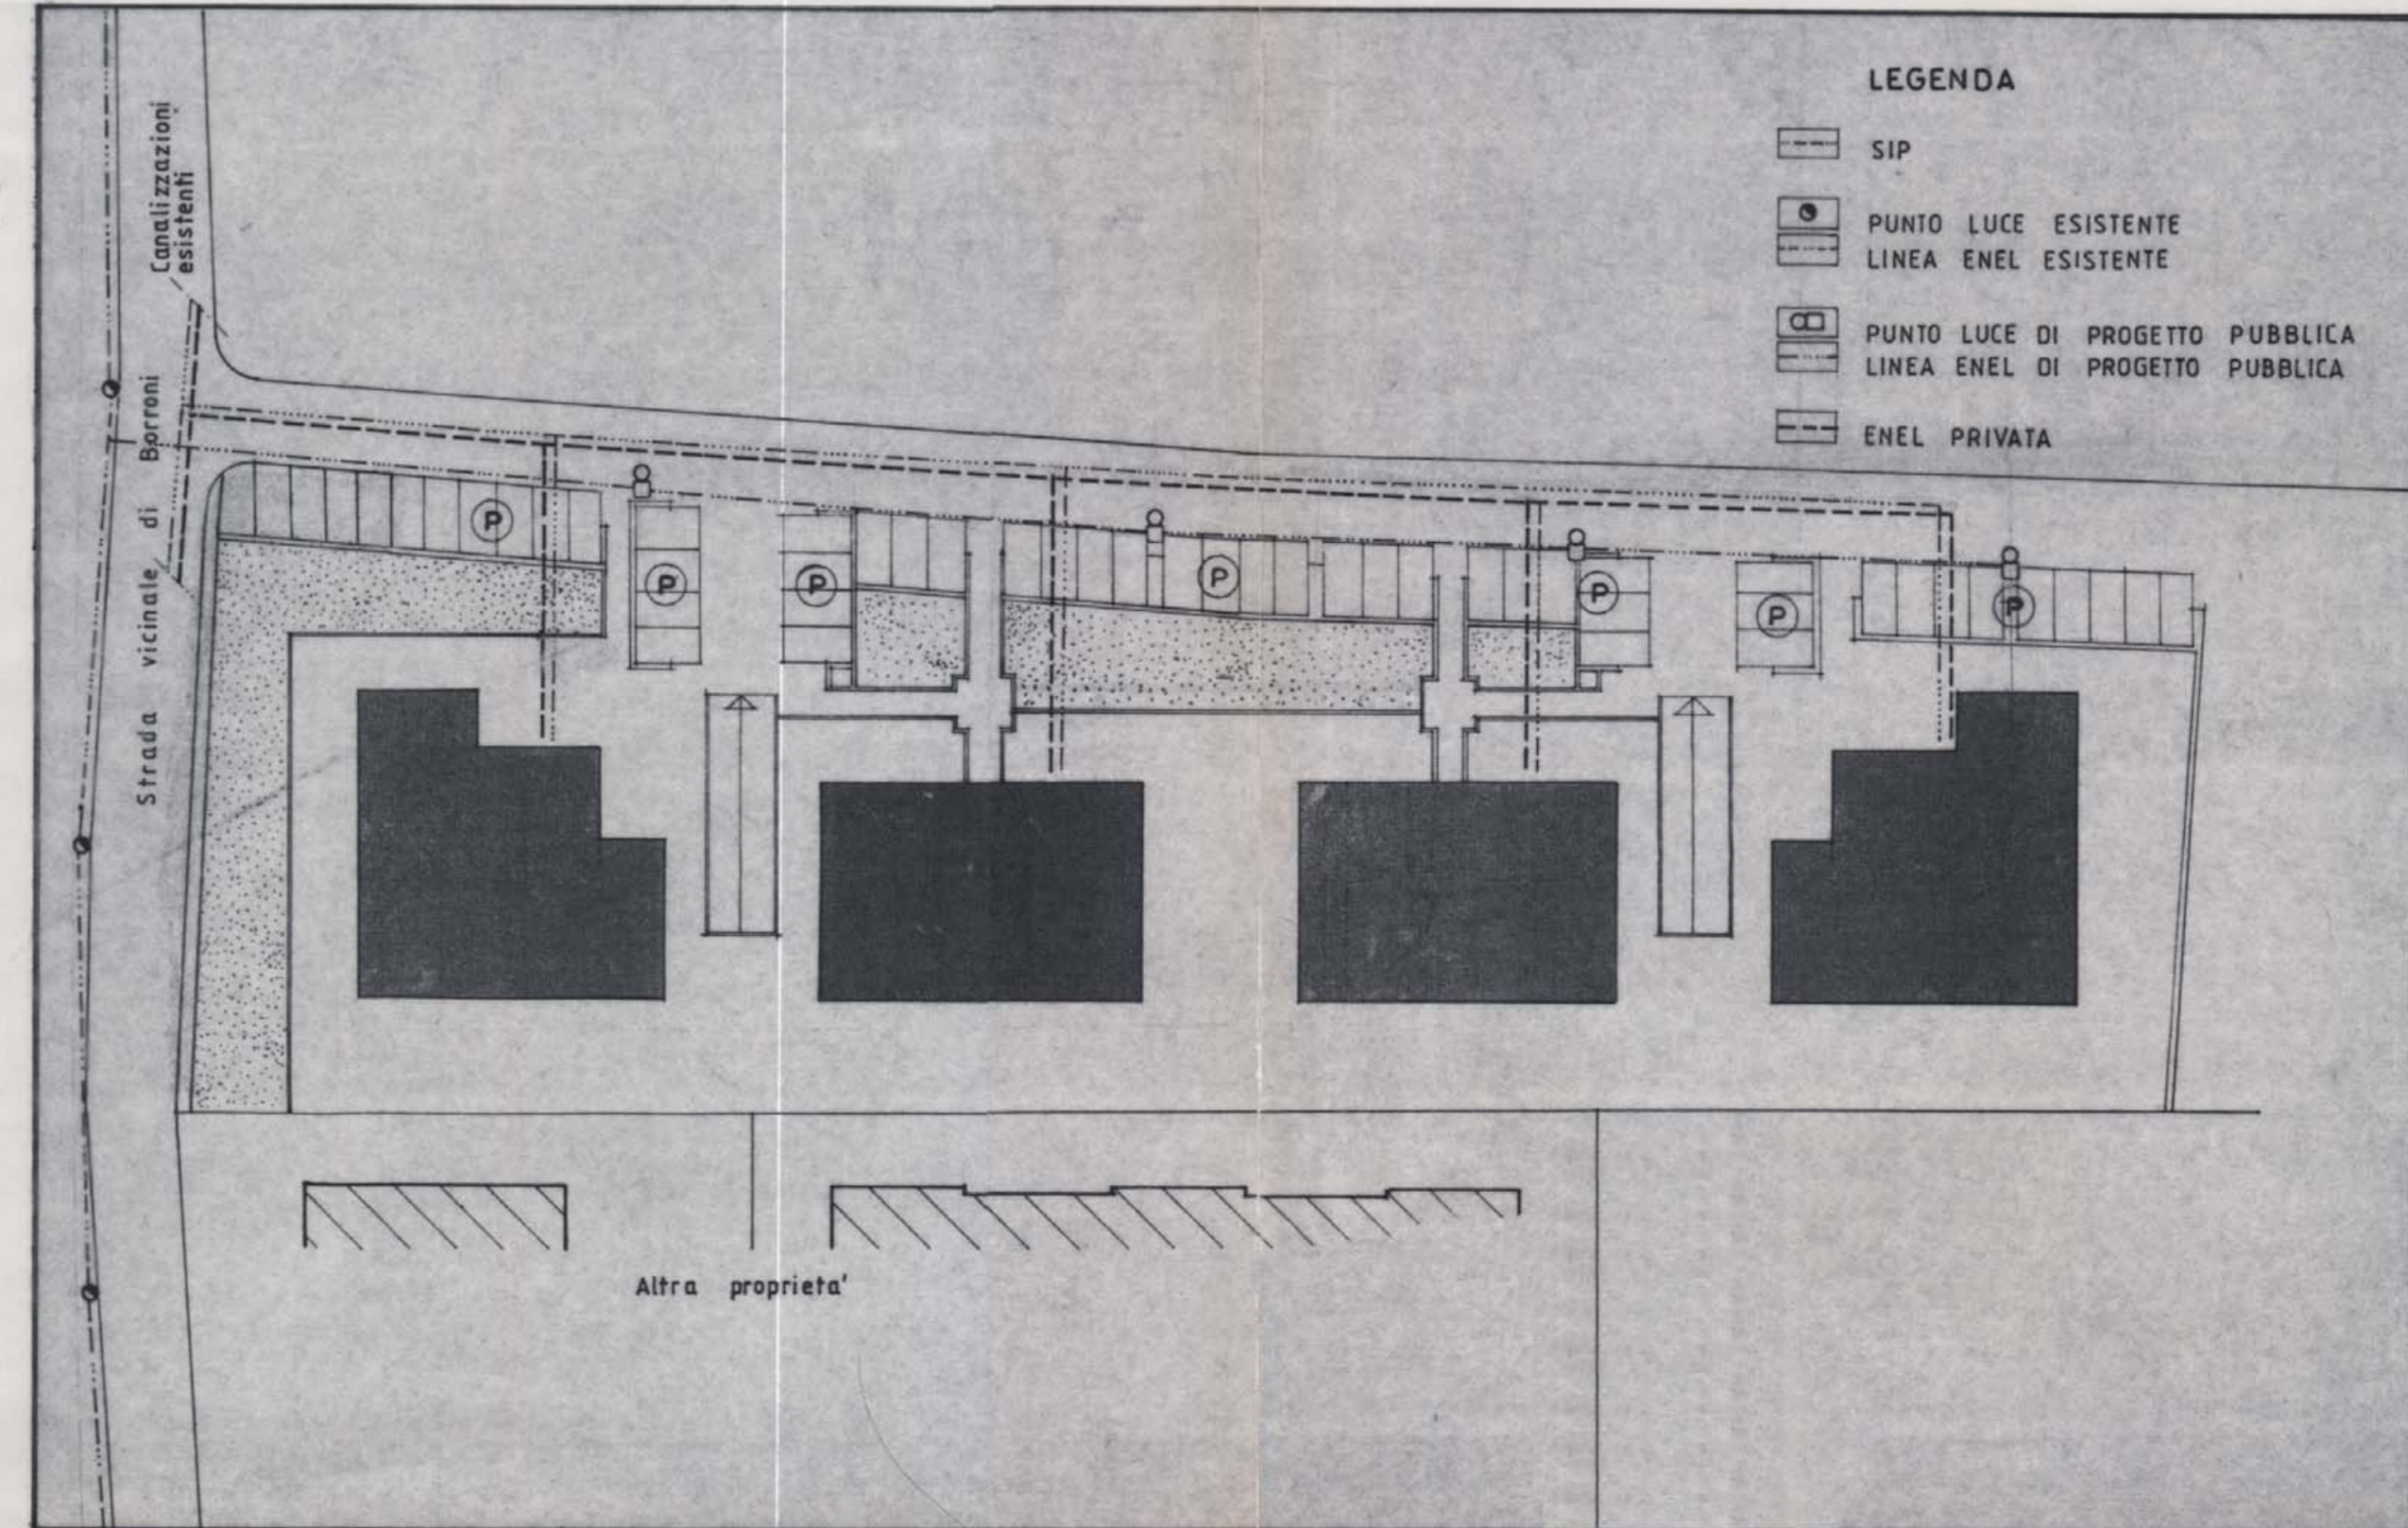 LEGENDA
SIP
PUNTO LUCE ESISTENTE
LINEA ENEL ESISTENTE
PUNTO LUCE DI PROGETTO PUBBLICA
LINEA ENEL DI PROGETTO PUBBLICA
ENEL PRIVATA
Canalizzazioni
esistenti
Strada vicinale di Borroni
P
P
P
P
P
P
P
Altra proprieta'